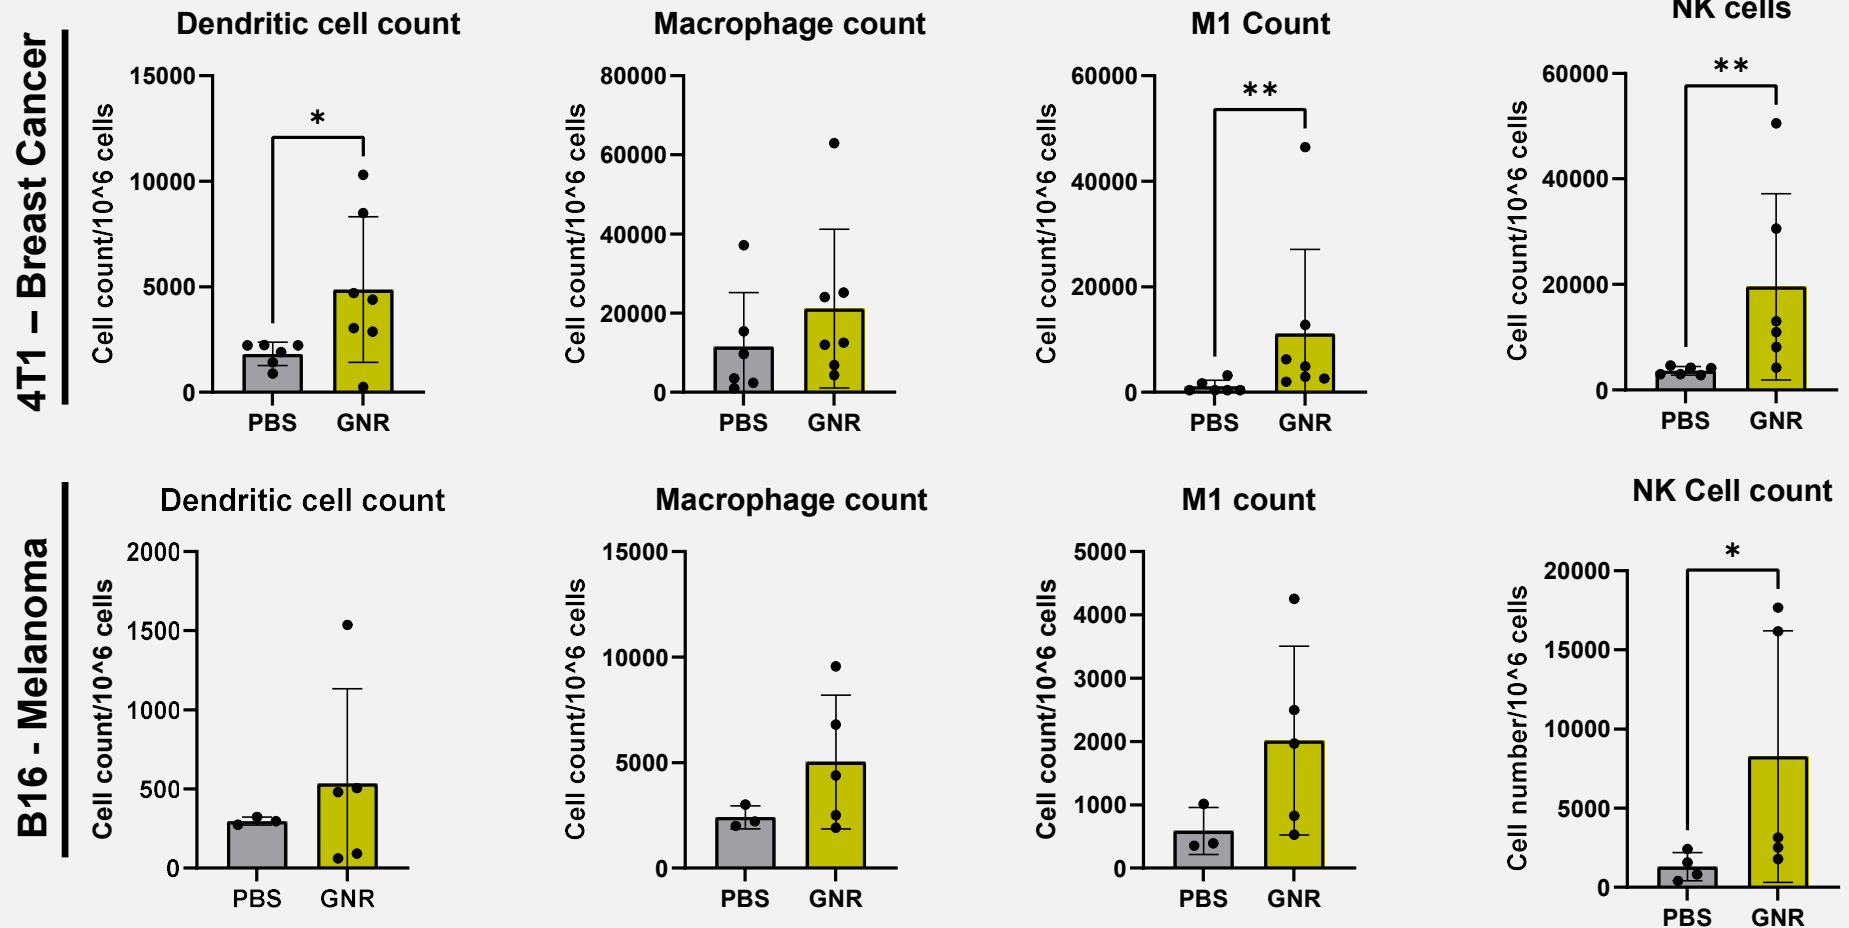 4T1 – Breast Cancer
Dendritic cell count
Cell count/10^6 cells
15000
10000
5000
0
*
PBS
GNR
Macrophage count
Cell count/10^6 cells
80000
60000
40000
20000
0
PBS
GNR
M1 Count
Cell count/10^6 cells
60000
40000
20000
0
**
PBS
GNR
NK cells
Cell count/10^6 cells
60000
40000
20000
0
**
PBS
GNR
B16 - Melanoma
Dendritic cell count
Cell count/10^6 cells
2000
1500
1000
500
0
PBS
GNR
Macrophage count
Cell count/10^6 cells
15000
10000
5000
0
PBS
GNR
M1 count
Cell count/10^6 cells
5000
4000
3000
2000
1000
0
PBS
GNR
NK Cell count
Cell number/10^6 cells
20000
15000
10000
5000
0
*
PBS
GNR